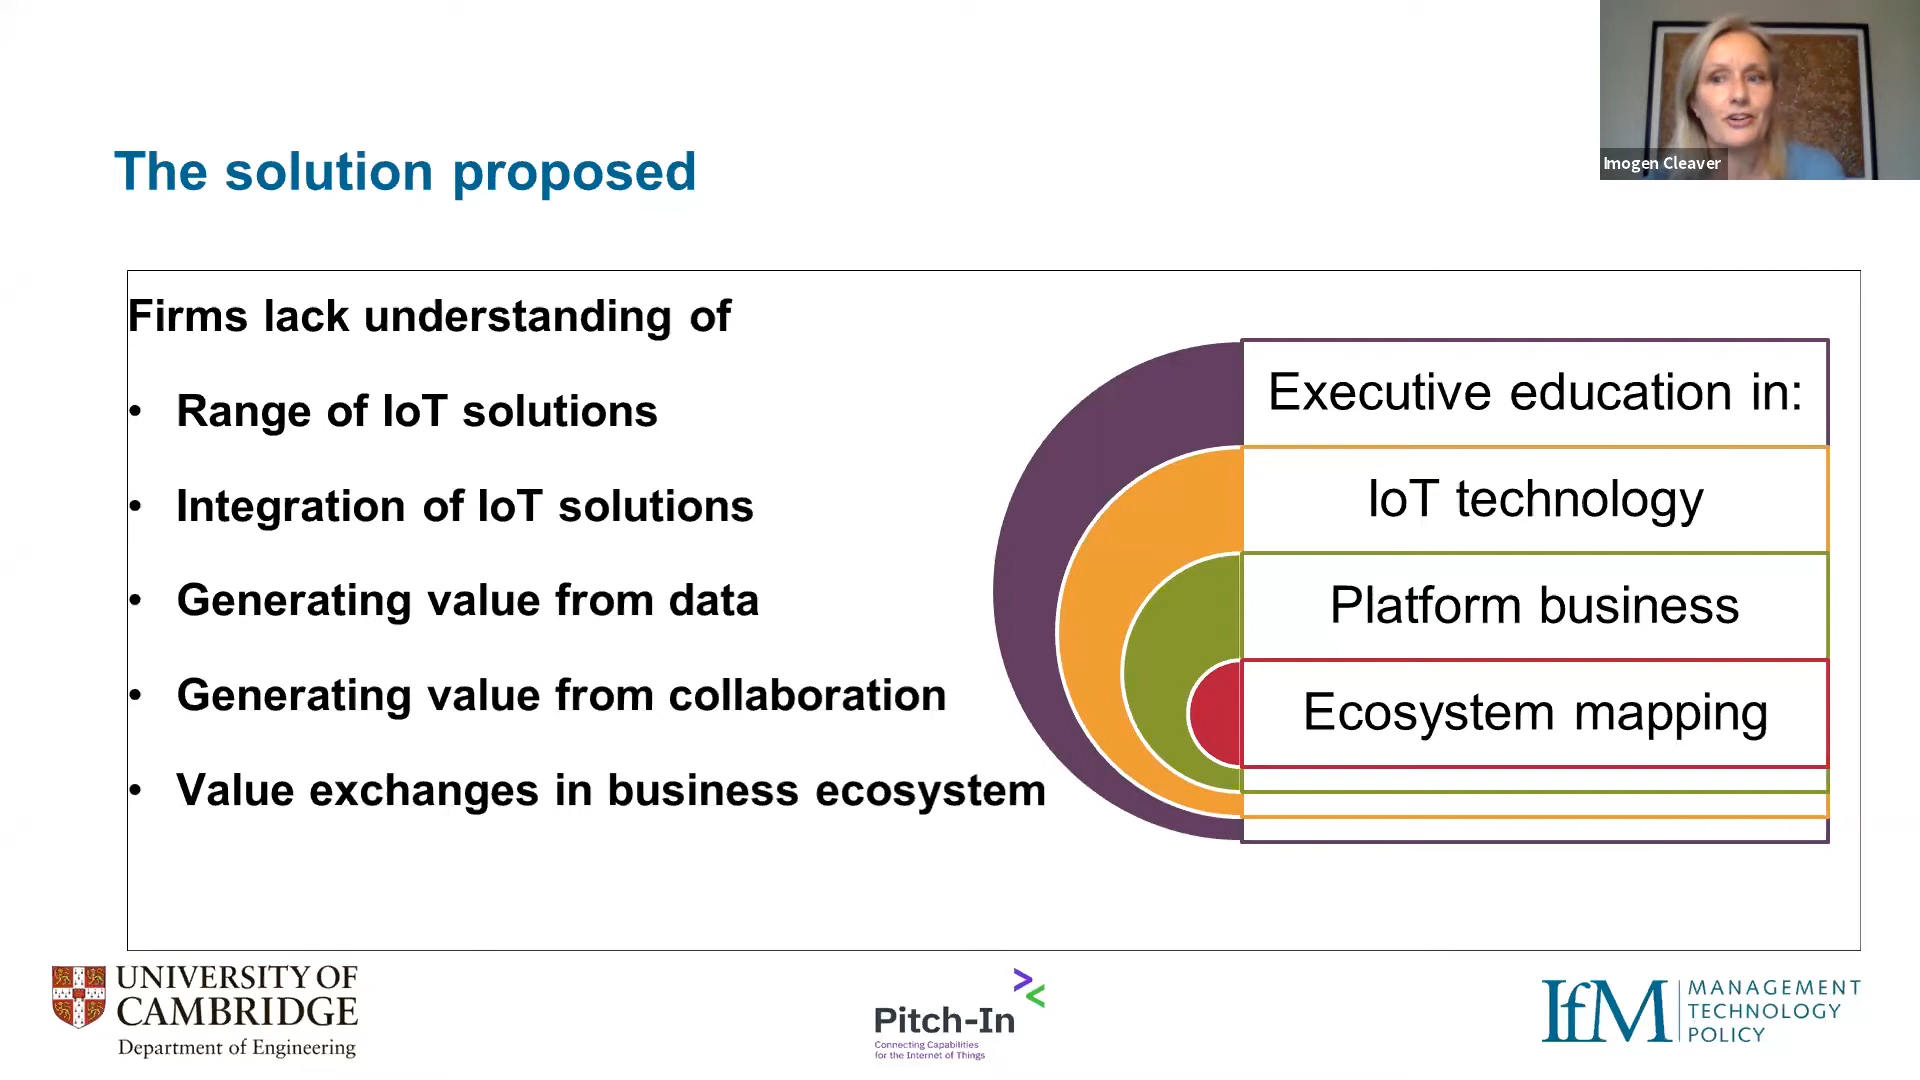 Imogen Cleaver
The solution proposed
Firms lack understanding of
• Range of IoT solutions
• Integration of IoT solutions
• Generating value from data
• Generating value from collaboration
• Value exchanges in business ecosystem
Executive education in:
IoT technology
Platform business
Ecosystem mapping
UNIVERSITY OF
CAMBRIDGE
Department of Engineering
Pitch-In
Connecting Capabilities
for the Internet of Things
IfM
MANAGEMENT
TECHNOLOGY
POLICY